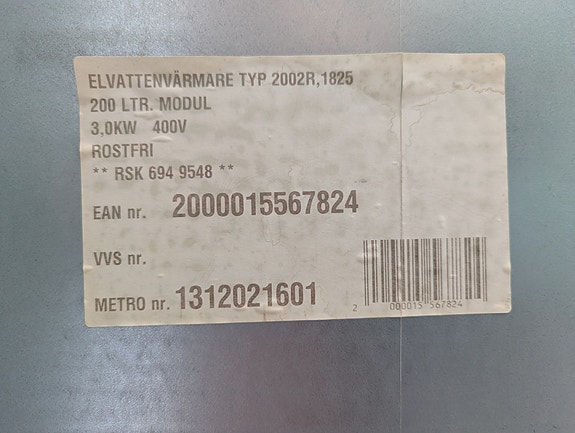 ELVATTENVÄRMARE TYP 2002R,1825
200 LTR. MODUL
3,0KW 400V
ROSTFRI
** RSK 694 9548 **
EAN nr. 2000015567824
VVS nr.
METRO nr. 1312021601
2 000015 567824